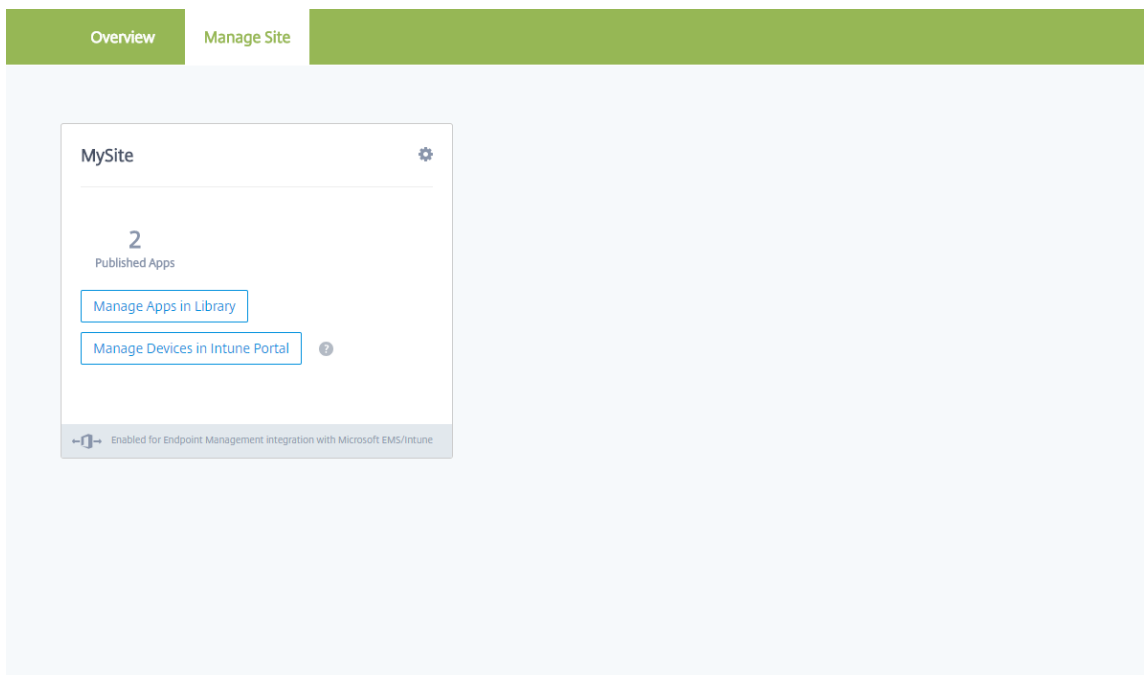 Overview
Manage Site
MySite
2
Published Apps
Manage Apps in Library
Manage Devices in Intune Portal
?
Enabled for Endpoint Management integration with Microsoft EMS/Intune